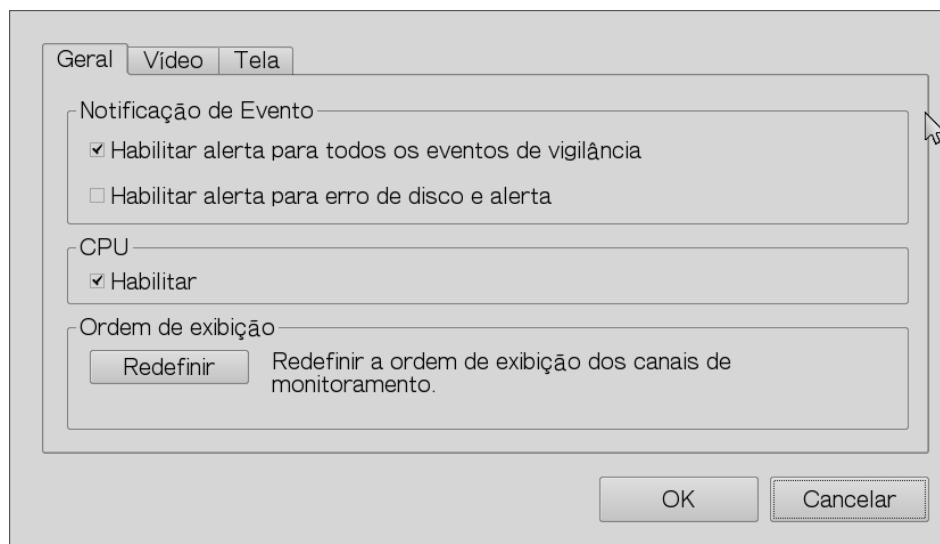 Geral Vídeo Tela
Notificação de Evento
Habilitar alerta para todos os eventos de vigilância
Habilitar alerta para erro de disco e alerta
CPU
Habilitar
Ordem de exibição
Redefinir
Redefinir a ordem de exibição dos canais de
monitoramento.
OK Cancelar